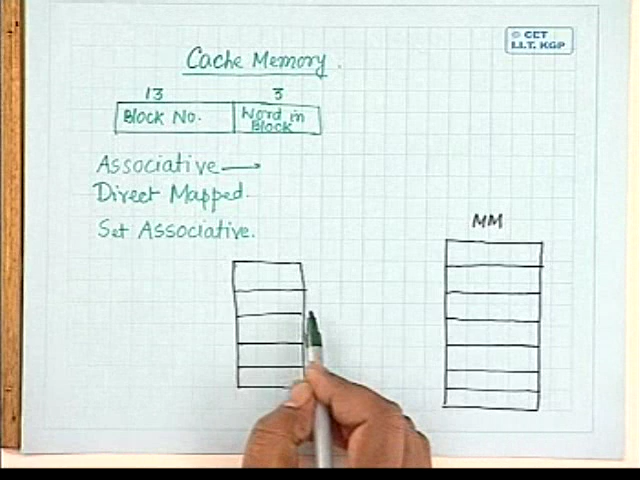 © CET
I.I.T. KGP
Cache Memory.
13 3
Block No. Word in
Block
Associative →
Direct Mapped.
Set Associative.
MM